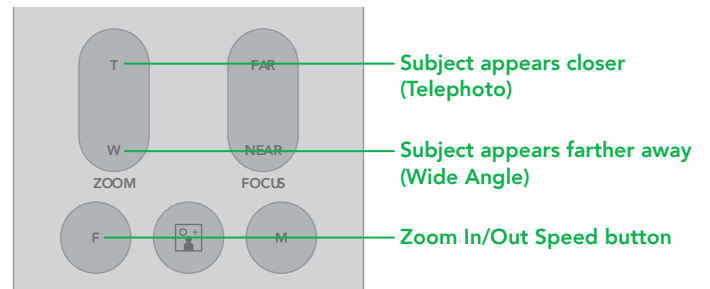 T
FAR
Subject appears closer
(Telephoto)
W
NEAR
Subject appears farther away
(Wide Angle)
ZOOM
FOCUS
F
M
Zoom In/Out Speed button